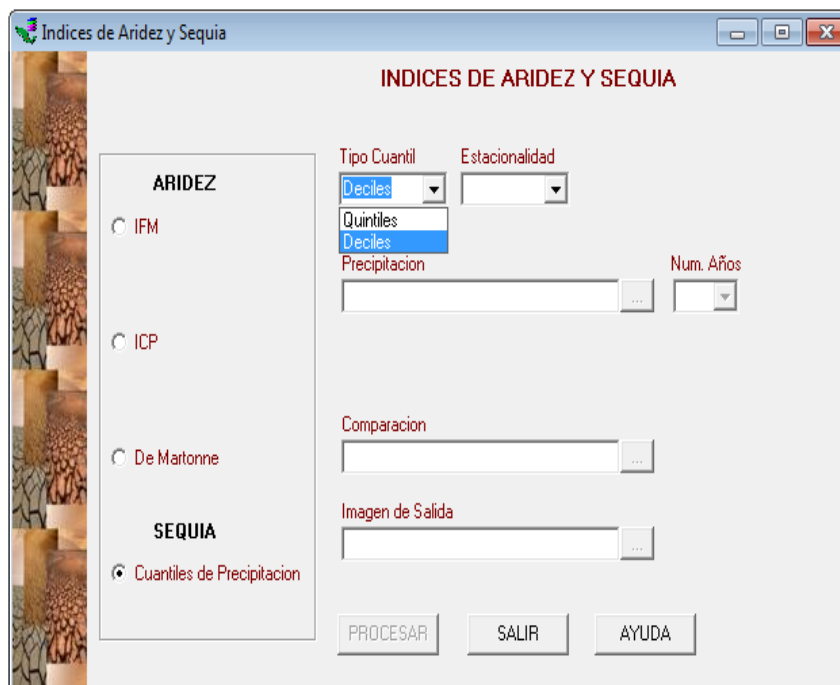 Indices de Aridez y Sequia
INDICES DE ARIDEZ Y SEQUIA
ARIDEZ
IFM
ICP
De Martonne
SEQUIA
Cuantiles de Precipitacion
Tipo Cuantil Estacionalidad
Deciles
Quintiles
Deciles
Precipitacion Num. Años
...
Comparacion
...
Imagen de Salida
...
PROCESAR SALIR AYUDA